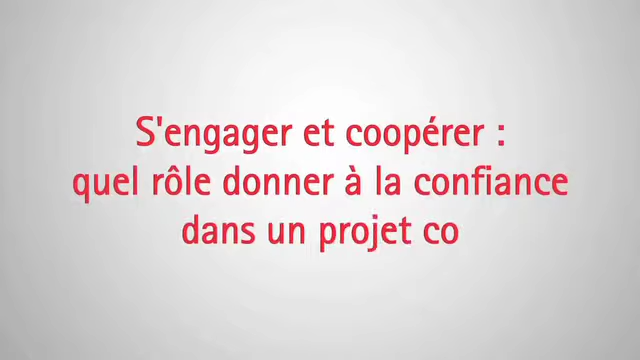 S'engager et coopérer :
quel rôle donner à la confiance
dans un projet co